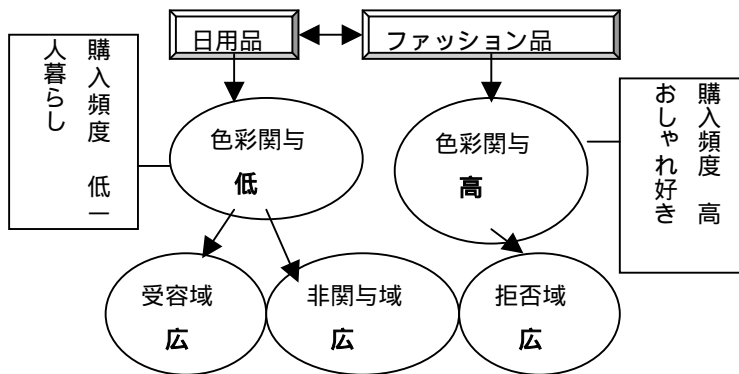 日用品
ファッション品
購入頻度 低 一
人暮らし
色彩関与
低
色彩関与
高
購入頻度 高
おしゃれ好き
受容域
広
非関与域
広
拒否域
広